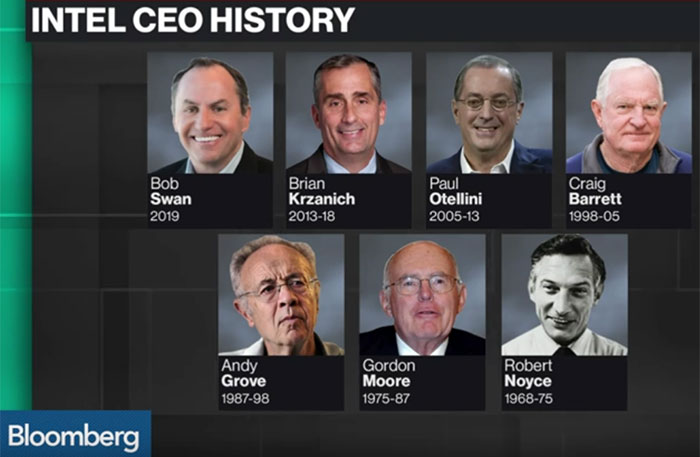 INTEL CEO HISTORY
Bob
Swan
2019
Brian
Krzanich
2013-18
Paul
Otellini
2005-13
Craig
Barrett
1998-05
Andy
Grove
1987-98
Gordon
Moore
1975-87
Robert
Noyce
1968-75
Bloomberg